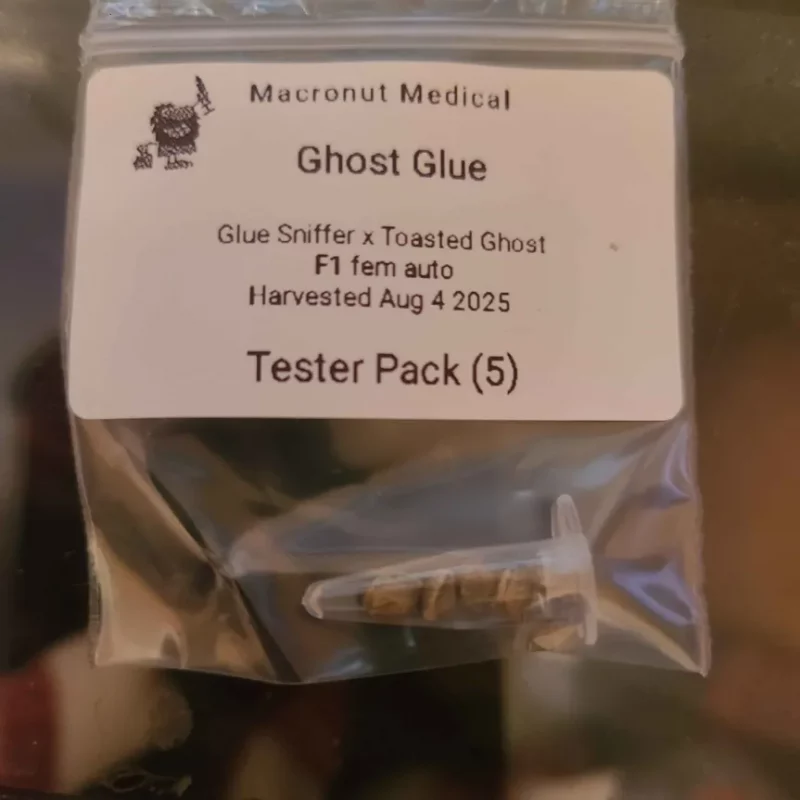 Macronut Medical
Ghost Glue
Glue Sniffer x Toasted Ghost
F1 fem auto
Harvested Aug 4 2025
Tester Pack (5)